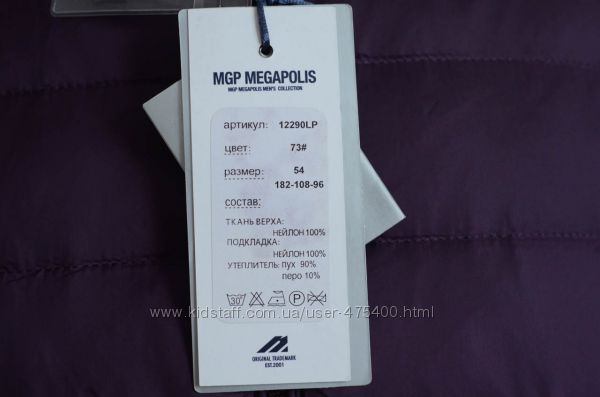 MGP MEGAPOLIS
MGP MEGAPOLIS MEN'S COLLECTION
артикул: 12290LP
цвет: 73#
размер: 54
182-108-96
состав:
ТКАНЬ ВЕРХА:
НЕЙЛОН 100%
ПОДКЛАДКА:
НЕЙЛОН 100%
УТЕПЛИТЕЛЬ: пух 90%
перо 10%
30 P
www.kidstaff.com.ua/user-475400.html
ORIGINAL TRADEMARK
EST.2001